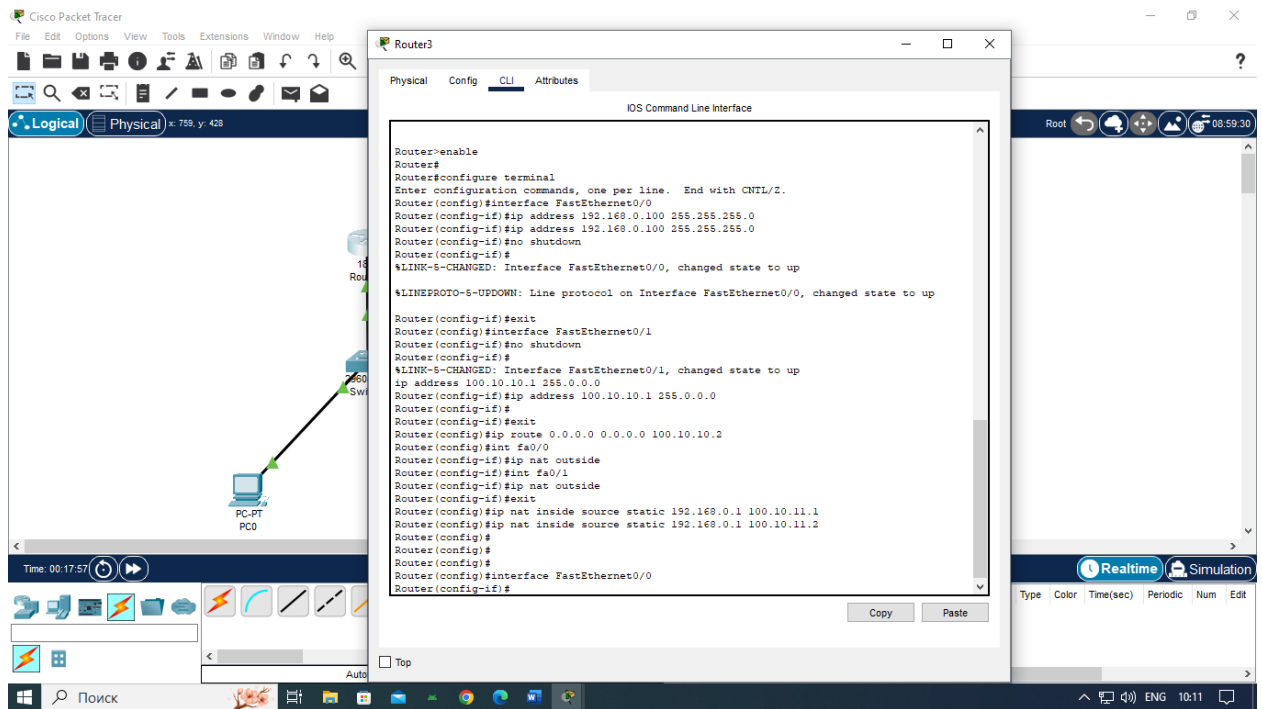 Cisco Packet Tracer
File Edit Options View Tools Extensions Window Help
?
Logical Physical x: 759, y: 428
Root 08:59:30
Router3
Physical Config CLI Attributes
IOS Command Line Interface
Router>enable
Router#
Router#configure terminal
Enter configuration commands, one per line. End with CNTL/Z.
Router(config)#interface FastEthernet0/0
Router(config-if)#ip address 192.168.0.100 255.255.255.0
Router(config-if)#ip address 192.168.0.100 255.255.255.0
Router(config-if)#no shutdown
Router(config-if)#
%LINK-5-CHANGED: Interface FastEthernet0/0, changed state to up
%LINEPROTO-5-UPDOWN: Line protocol on Interface FastEthernet0/0, changed state to up
Router(config-if)#exit
Router(config)#interface FastEthernet0/1
Router(config-if)#no shutdown
Router(config-if)#
%LINK-5-CHANGED: Interface FastEthernet0/1, changed state to up
ip address 100.10.10.1 255.0.0.0
Router(config-if)#ip address 100.10.10.1 255.0.0.0
Router(config-if)#
Router(config-if)#exit
Router(config)#ip route 0.0.0.0 0.0.0.0 100.10.10.2
Router(config)#int fa0/0
Router(config-if)#ip nat outside
Router(config-if)#int fa0/1
Router(config-if)#ip nat outside
Router(config-if)#exit
Router(config)#ip nat inside source static 192.168.0.1 100.10.11.1
Router(config)#ip nat inside source static 192.168.0.1 100.10.11.2
Router(config)#
Router(config)#
Router(config)#
Router(config)#interface FastEthernet0/0
Router(config-if)#
Copy Paste
Top
18
Rou
2960
Swi
PC-PT
PC0
Time: 00:17:57
Realtime Simulation
Type Color Time(sec) Periodic Num Edit
Auto
Поиск
ENG 10:11